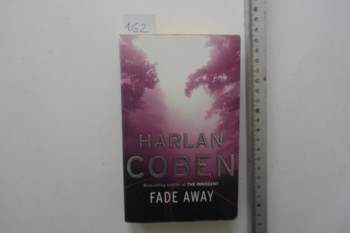 162
HARLAN
COBEN
Bestselling author of THE INNOCENT
FADE AWAY